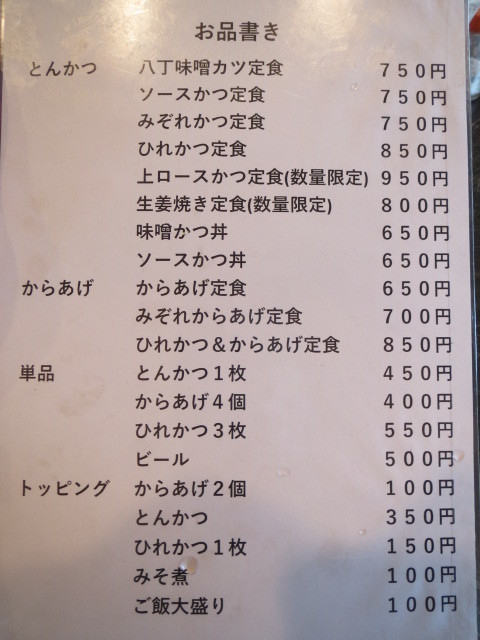 お品書き
とんかつ 八丁味噌カツ定食 ７５０円
ソースかつ定食 ７５０円
みぞれかつ定食 ７５０円
ひれかつ定食 ８５０円
上ロースかつ定食(数量限定) ９５０円
生姜焼き定食(数量限定) ８００円
味噌かつ丼 ６５０円
ソースかつ丼 ６５０円
からあげ からあげ定食 ６５０円
みぞれからあげ定食 ７００円
ひれかつ＆からあげ定食 ８５０円
単品 とんかつ１枚 ４５０円
からあげ４個 ４００円
ひれかつ３枚 ５５０円
ビール ５００円
トッピング からあげ２個 １００円
とんかつ ３５０円
ひれかつ１枚 １５０円
みそ煮 １００円
ご飯大盛り １００円